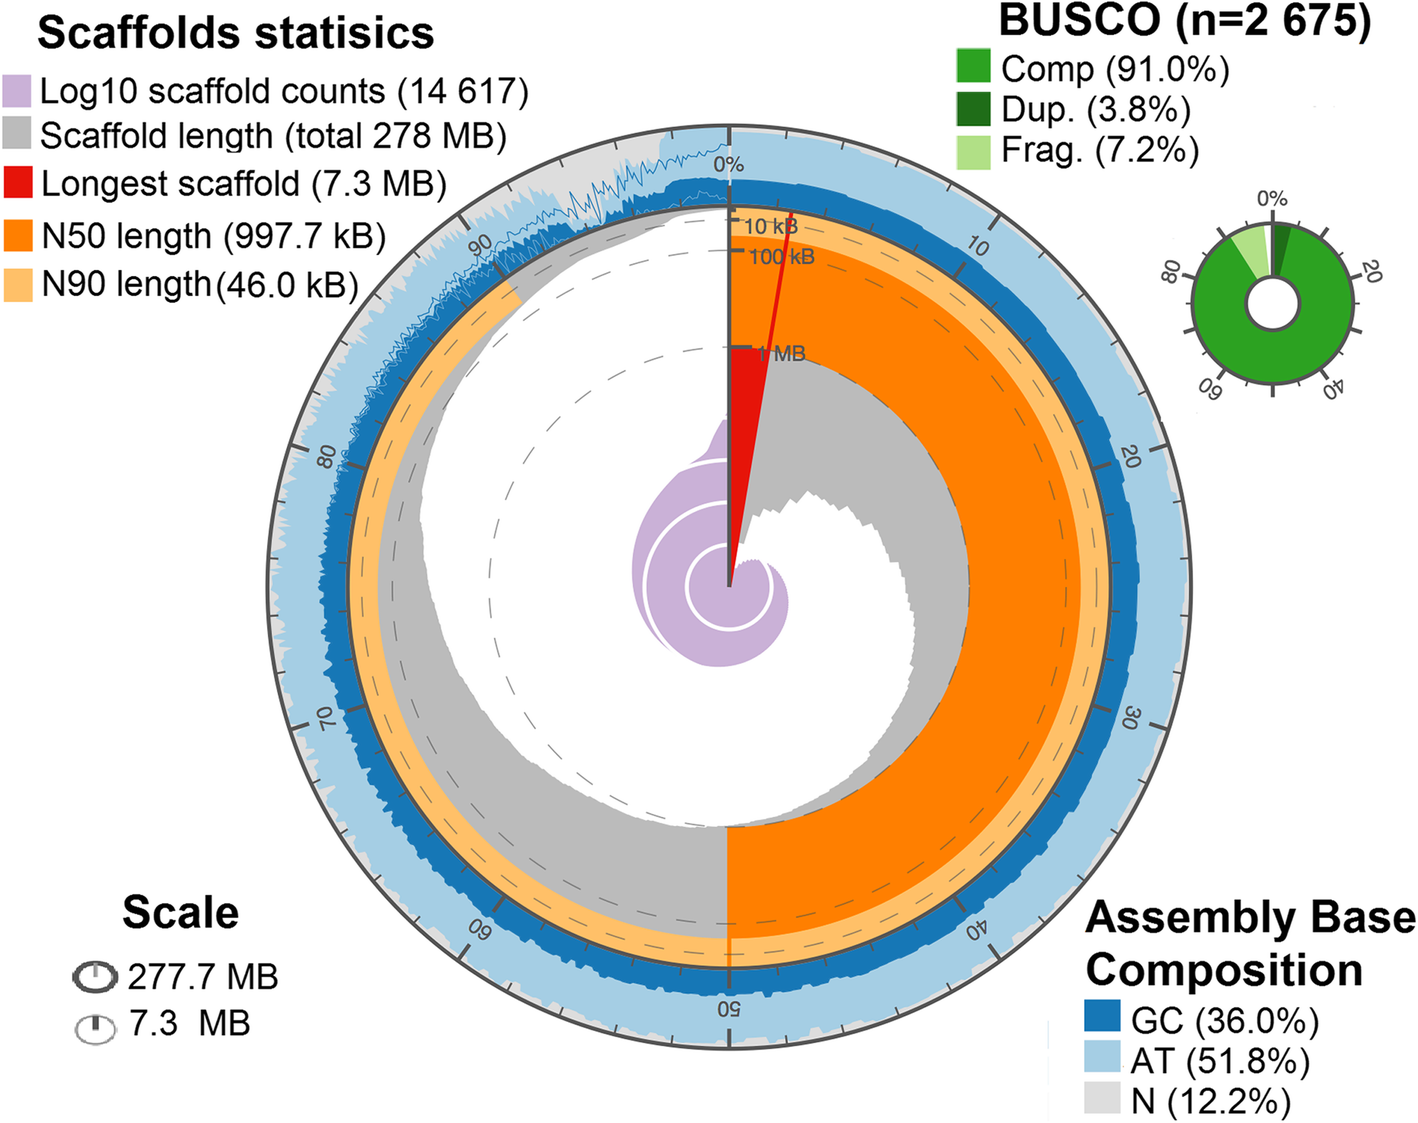 Scaffolds statisics
Log10 scaffold counts (14 617)
Scaffold length (total 278 MB)
Longest scaffold (7.3 MB)
N50 length (997.7 kB)
N90 length (46.0 kB)
BUSCO (n=2 675)
Comp (91.0%)
Dup. (3.8%)
Frag. (7.2%)
0%
20
40
60
80
0%
10
20
30
40
50
60
70
80
90
10 kB
100 kB
1 MB
Scale
277.7 MB
7.3 MB
Assembly Base
Composition
GC (36.0%)
AT (51.8%)
N (12.2%)